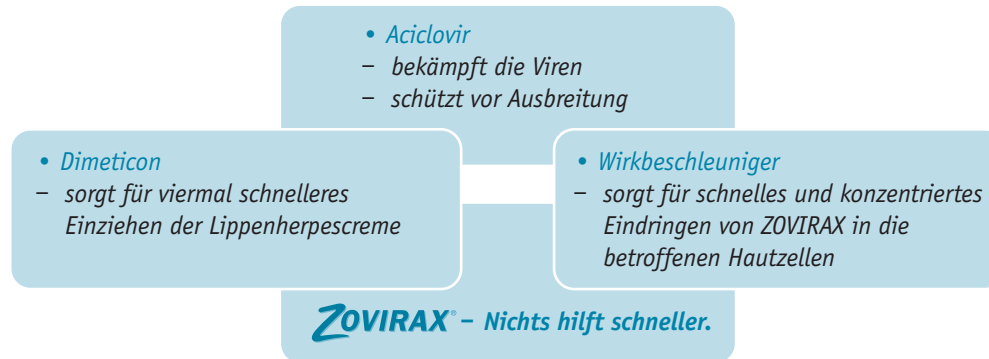 • Aciclovir
– bekämpft die Viren
– schützt vor Ausbreitung
• Dimeticon
– sorgt für viermal schnelleres
Einziehen der Lippenherpescreme
• Wirkbeschleuniger
– sorgt für schnelles und konzentriertes
Eindringen von ZOVIRAX in die
betroffenen Hautzellen
ZOVIRAX® – Nichts hilft schneller.